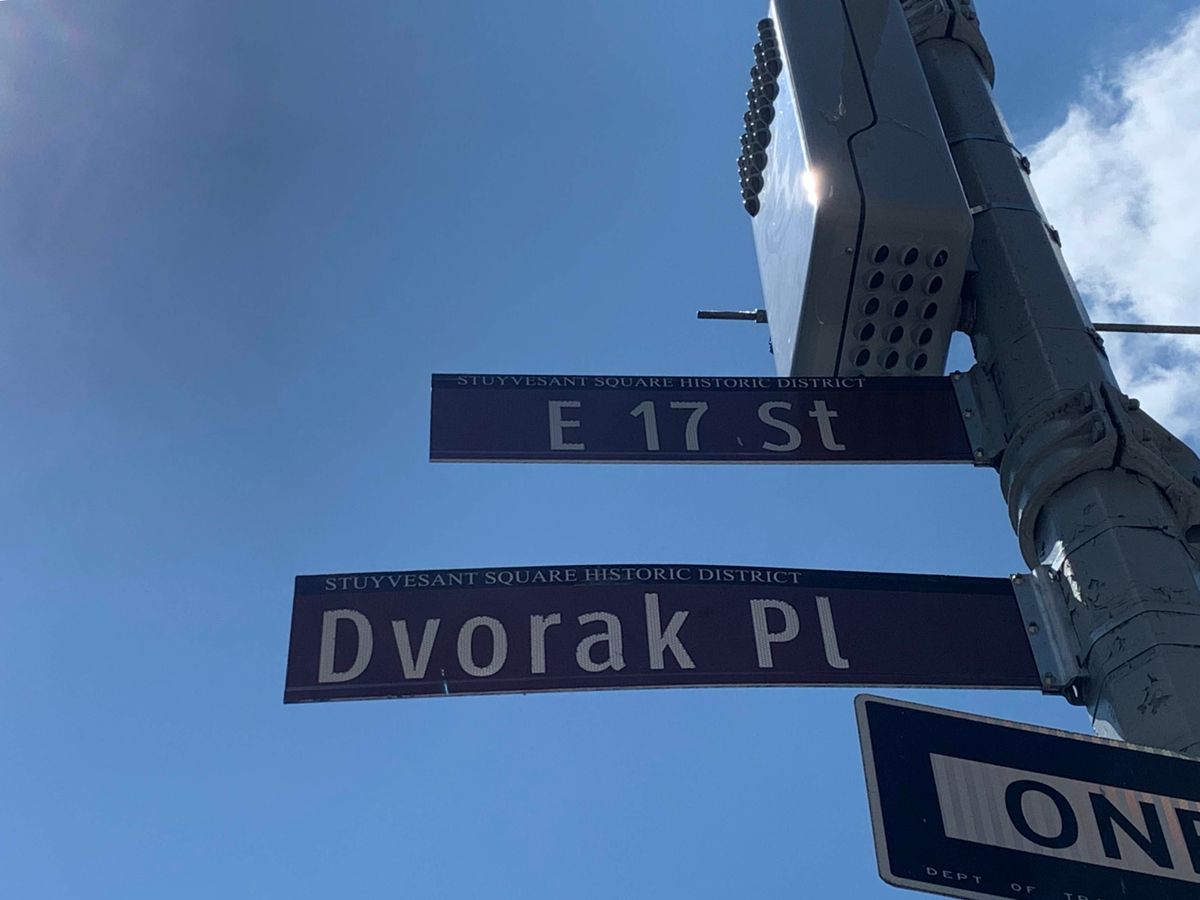 STUYVESANT SQUARE HISTORIC DISTRICT
E 17 St
STUYVESANT SQUARE HISTORIC DISTRICT
Dvorak Pl
ON
DEPT OF